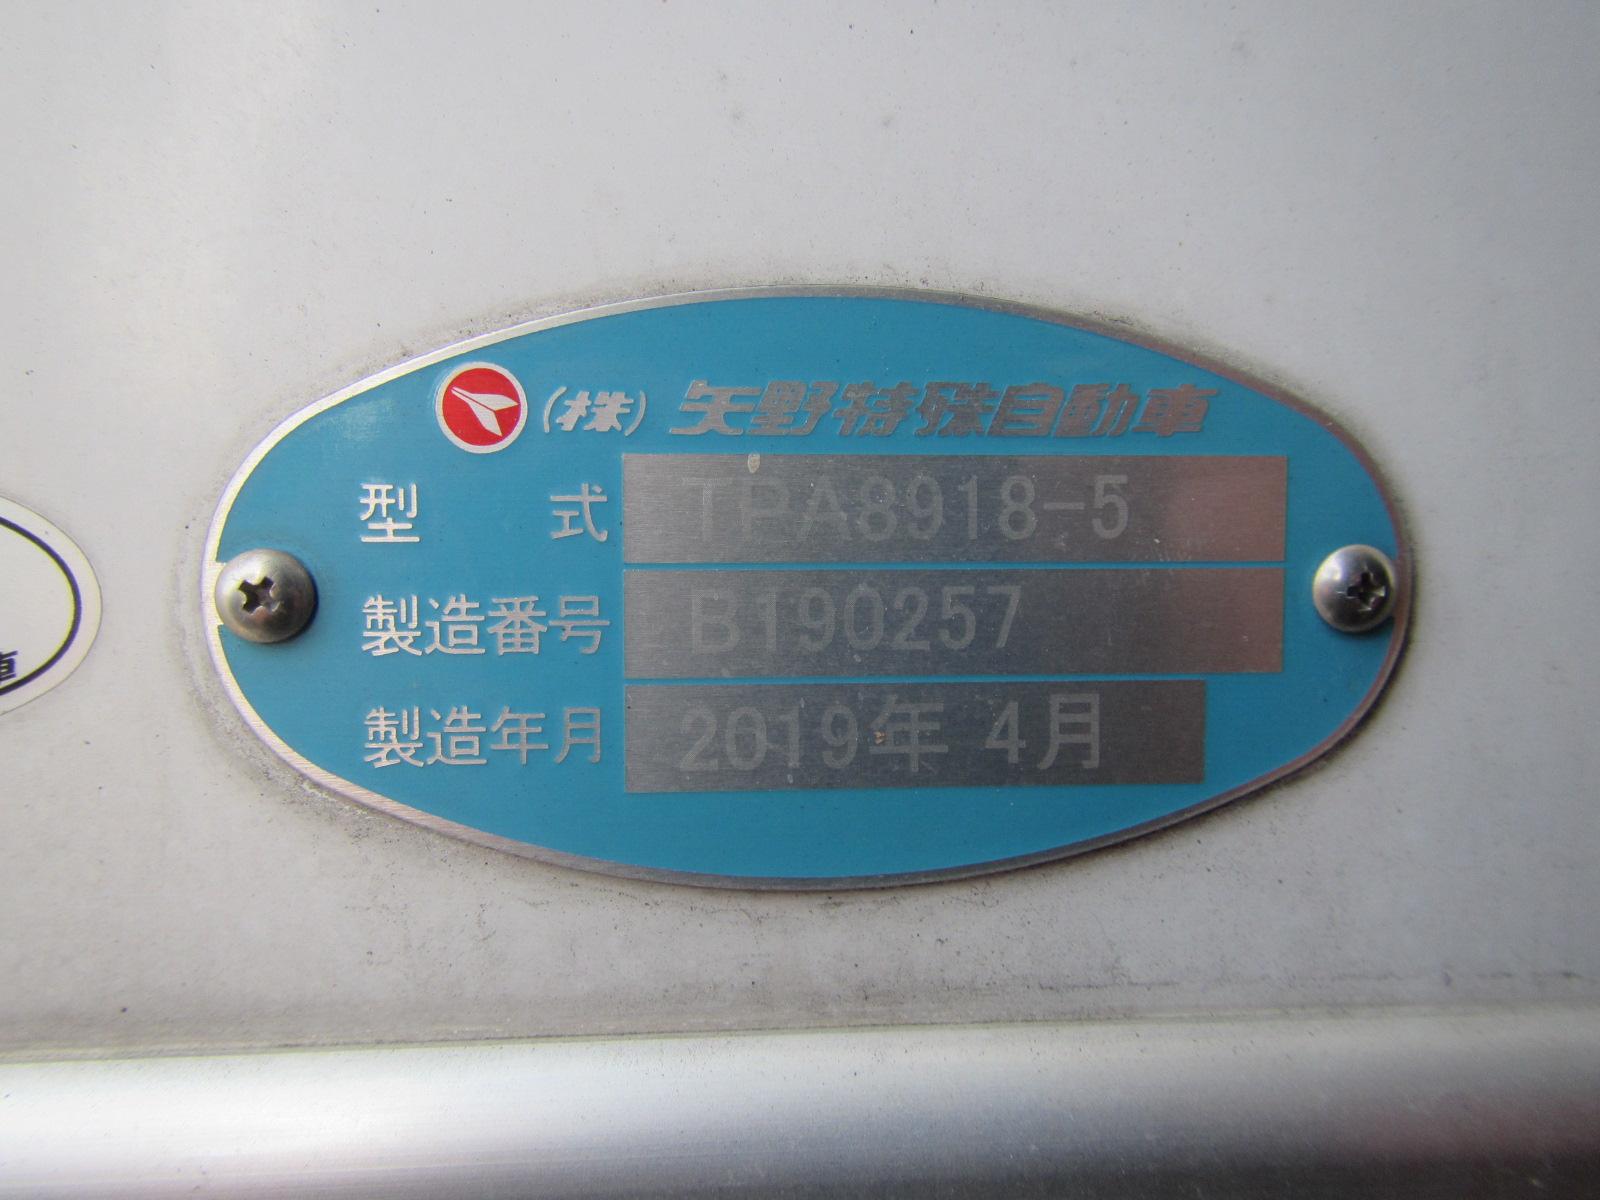 (株) 矢野特殊自動車
型式 TPA8918-5
製造番号 B190257
製造年月 2019年 4月